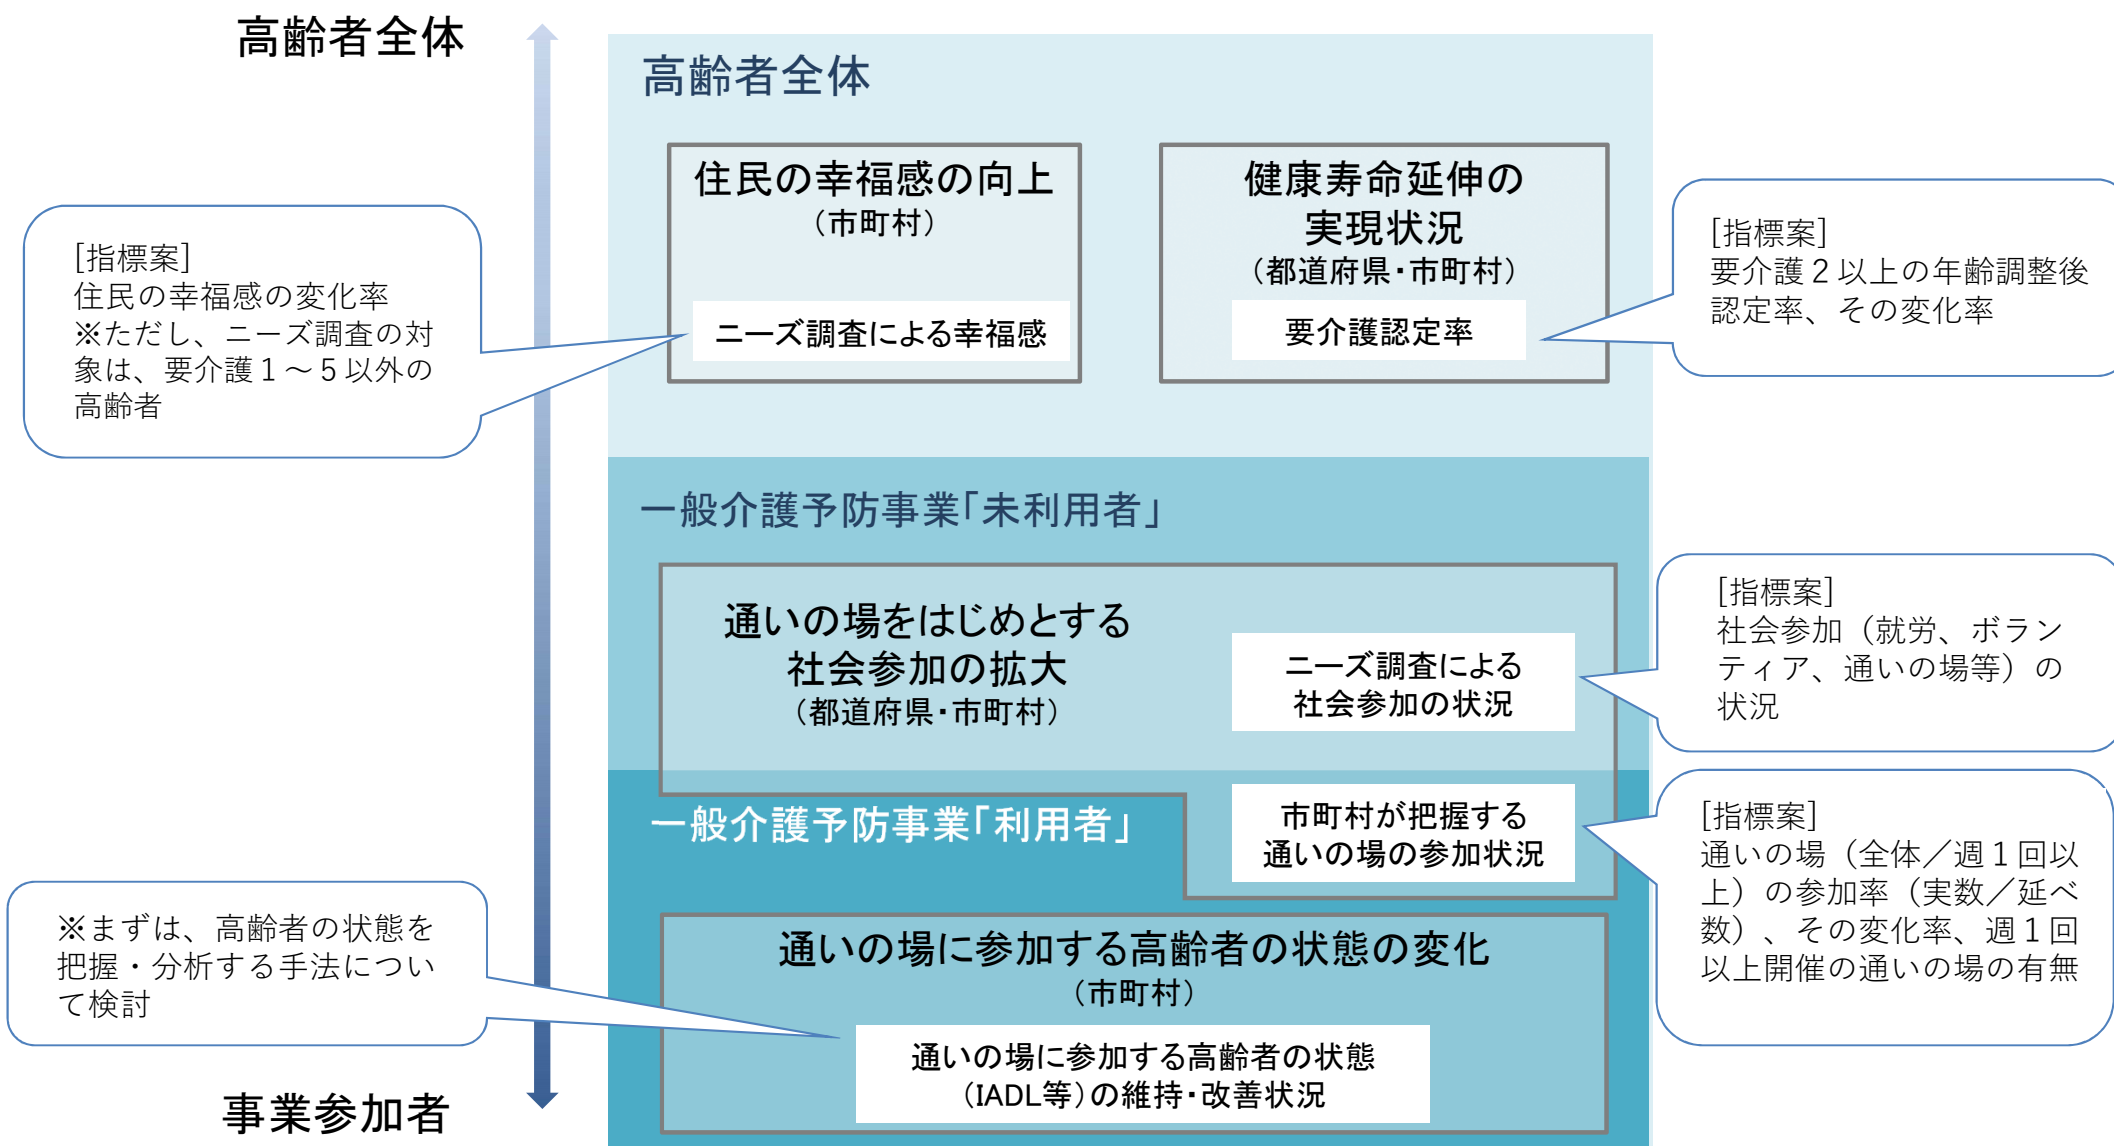 高齢者全体
高齢者全体
住民の幸福感の向上
（市町村）
ニーズ調査による幸福感
健康寿命延伸の
実現状況
（都道府県・市町村）
要介護認定率
[指標案]
住民の幸福感の変化率
※ただし、ニーズ調査の対
象は、要介護１～５以外の
高齢者
[指標案]
要介護２以上の年齢調整後
認定率、その変化率
一般介護予防事業「未利用者」
通いの場をはじめとする
社会参加の拡大
（都道府県・市町村）
ニーズ調査による
社会参加の状況
[指標案]
社会参加（就労、ボラン
ティア、通いの場等）の
状況
一般介護予防事業「利用者」
市町村が把握する
通いの場の参加状況
[指標案]
通いの場（全体／週１回以
上）の参加率（実数／延べ
数）、その変化率、週１回
以上開催の通いの場の有無
※まずは、高齢者の状態を
把握・分析する手法につい
て検討
通いの場に参加する高齢者の状態の変化
（市町村）
通いの場に参加する高齢者の状態
（IADL等）の維持・改善状況
事業参加者